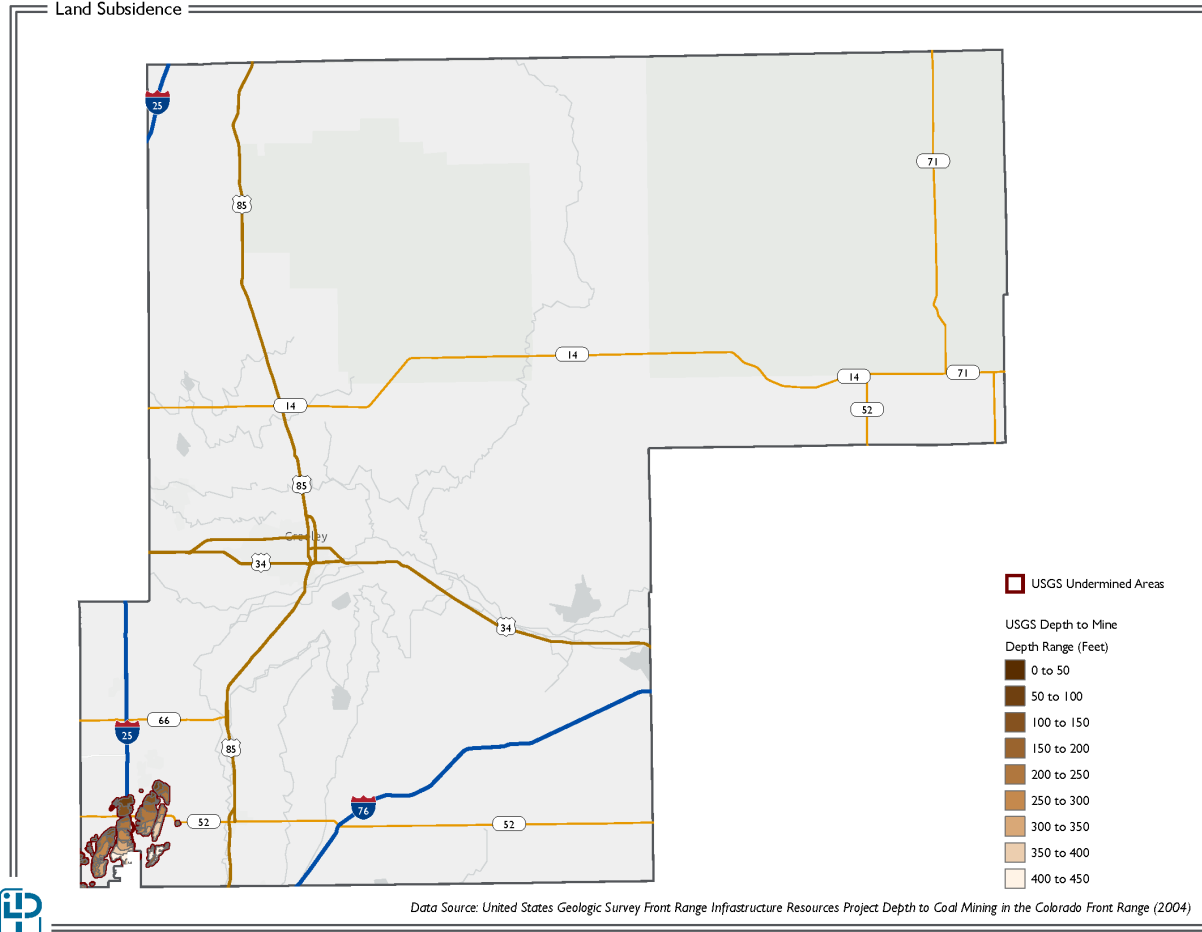 Land Subsidence
25
71
85
14
14
71
52
14
85
Greeley
34
34
66
25
85
76
52
52
USGS Undermined Areas
USGS Depth to Mine
Depth Range (Feet)
0 to 50
50 to 100
100 to 150
150 to 200
200 to 250
250 to 300
300 to 350
350 to 400
400 to 450
Data Source: United States Geologic Survey Front Range Infrastructure Resources Project Depth to Coal Mining in the Colorado Front Range (2004)